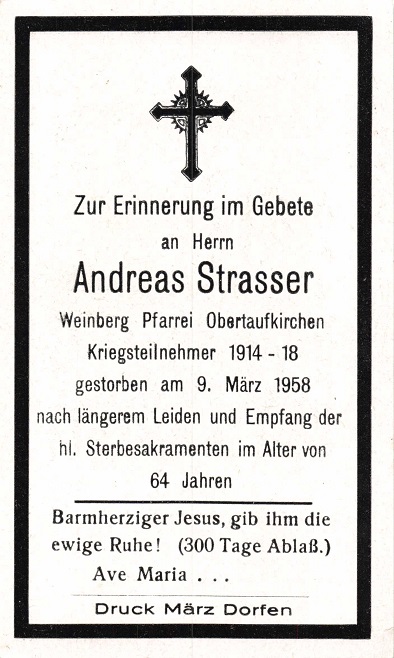 Zur Erinnerung im Gebete
an Herrn
Andreas Strasser
Weinberg Pfarrei Obertaufkirchen
Kriegsteilnehmer 1914 - 18
gestorben am 9. März 1958
nach längerem Leiden und Empfang der
hl. Sterbesakramenten im Alter von
64 Jahren
Barmherziger Jesus, gib ihm die
ewige Ruhe! (300 Tage Ablaß.)
Ave Maria . . .
Druck März Dorfen